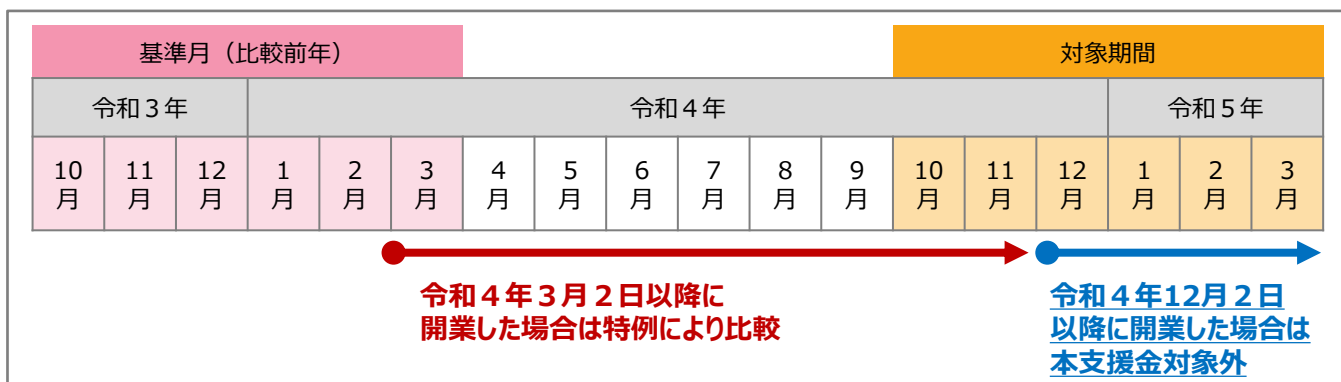 基準月（比較前年）
対象期間
令和３年
令和４年
令和５年
10
月
11
月
12
月
1
月
2
月
3
月
4
月
5
月
6
月
7
月
8
月
9
月
10
月
11
月
12
月
1
月
2
月
3
月
令和４年３月２日以降に
開業した場合は特例により比較
令和４年12月２日
以降に開業した場合は
本支援金対象外